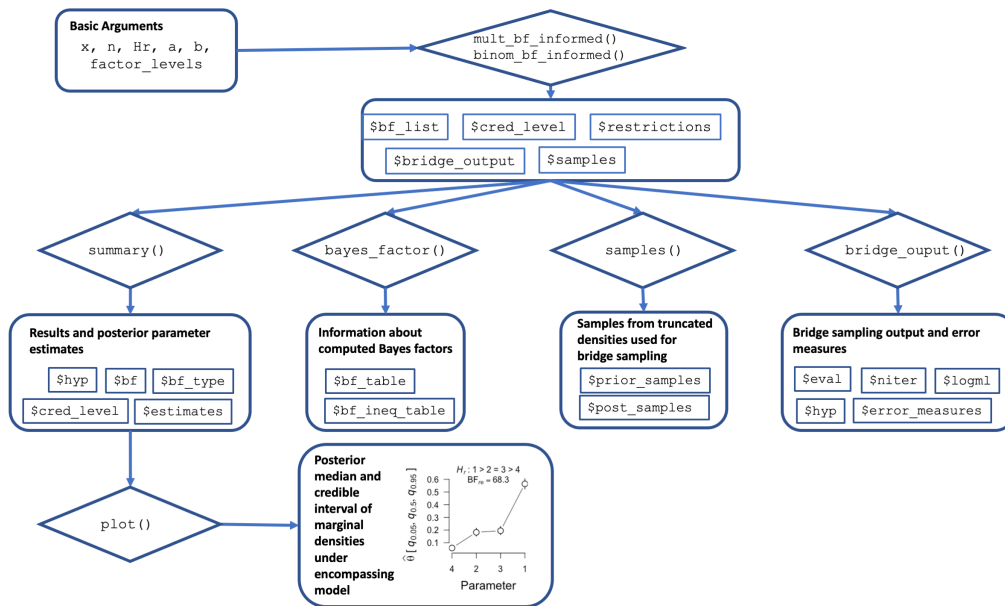 Basic Arguments
x, n, Hr, a, b,
factor_levels
mult_bf_informed()
binom_bf_informed()
$bf_list
$cred_level
$restrictions
$bridge_output
$samples
summary()
bayes_factor()
samples()
bridge_ouput()
Results and posterior parameter
estimates
$hyp
$bf
$bf_type
$cred_level
$estimates
Information about
computed Bayes factors
$bf_table
$bf_ineq_table
Samples from truncated
densities used for
bridge sampling
$prior_samples
$post_samples
Bridge sampling output and error
measures
$eval
$niter
$logml
$hyp
$error_measures
plot()
Posterior
median and
credible
interval of
marginal
densities
under
encompassing
model
Hr : 1 > 2 = 3 > 4
BFre = 68.3
θ̂ [ q0.05, q0.5, q0.95 ]
0.6
0.5
0.4
0.3
0.2
0.1
4 2 3 1
Parameter